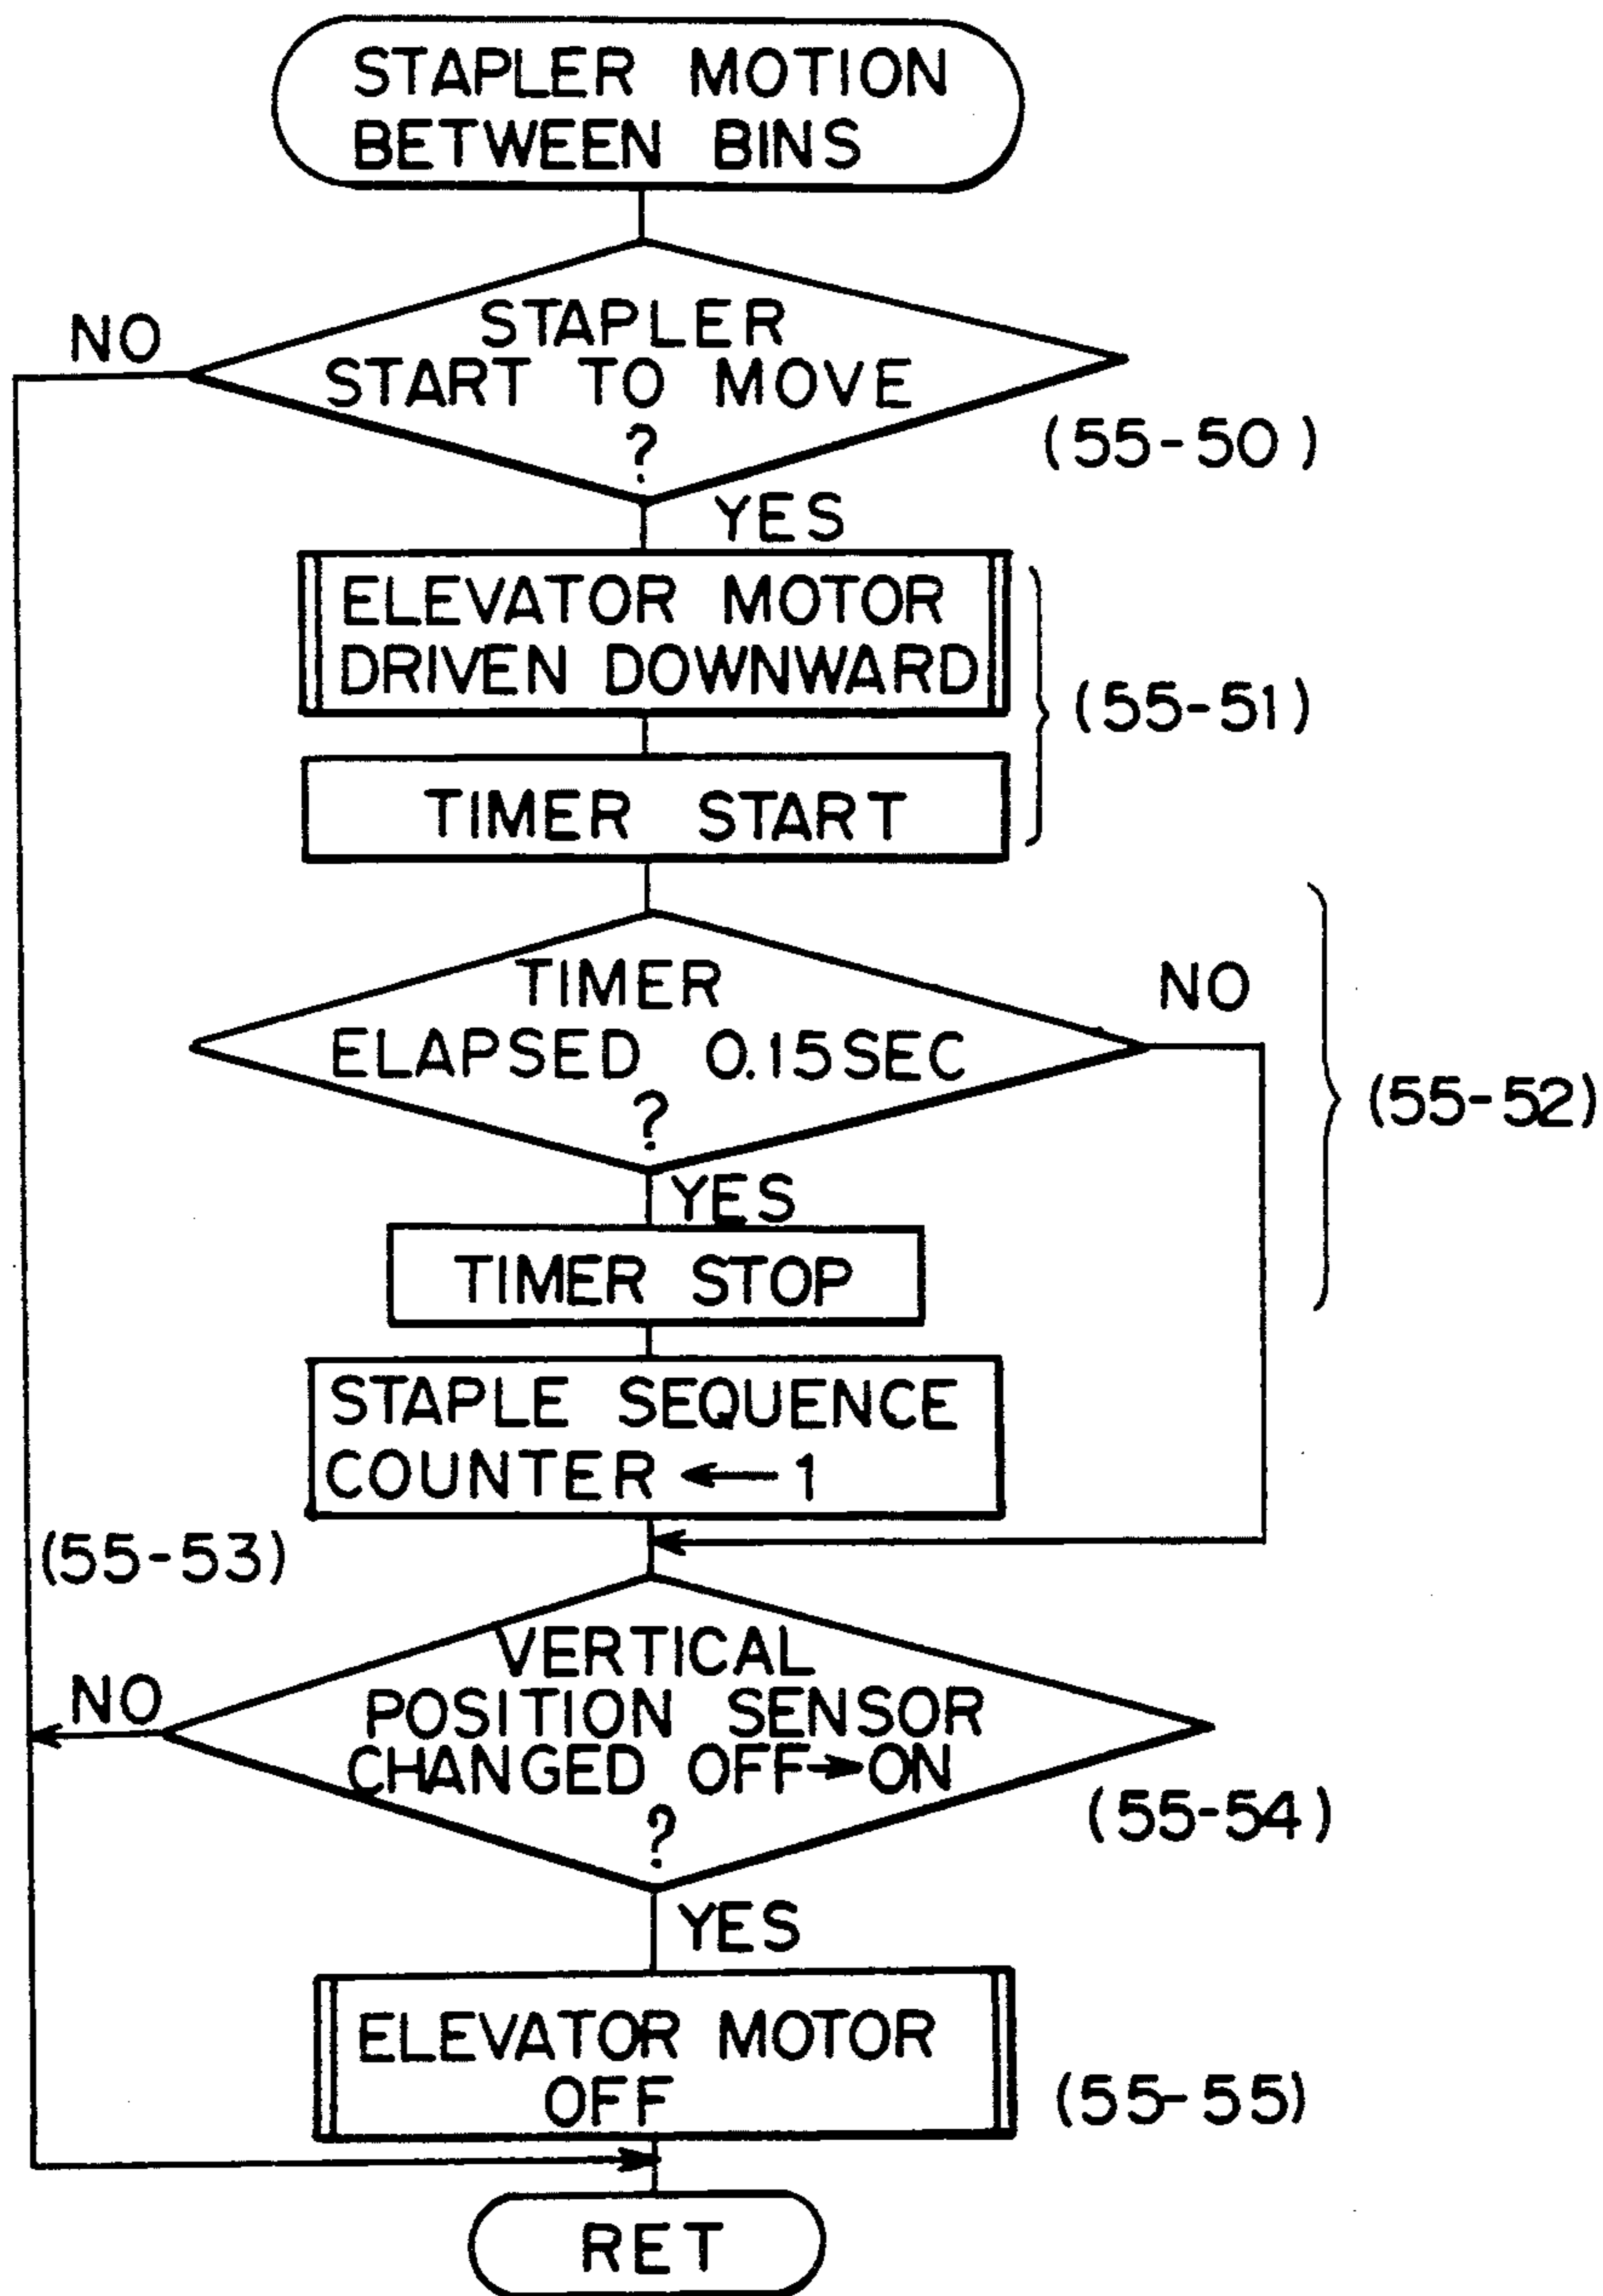 STAPLER MOTION
BETWEEN BINS
STAPLER
START TO MOVE
?
NO
(55-50)
YES
ELEVATOR MOTOR
DRIVEN DOWNWARD
(55-51)
TIMER START
TIMER
ELAPSED 0.15SEC
?
NO
(55-52)
YES
TIMER STOP
STAPLE SEQUENCE
COUNTER ← 1
(55-53)
VERTICAL
POSITION SENSOR
CHANGED OFF→ON
?
NO
(55-54)
YES
ELEVATOR MOTOR
OFF
(55-55)
RET